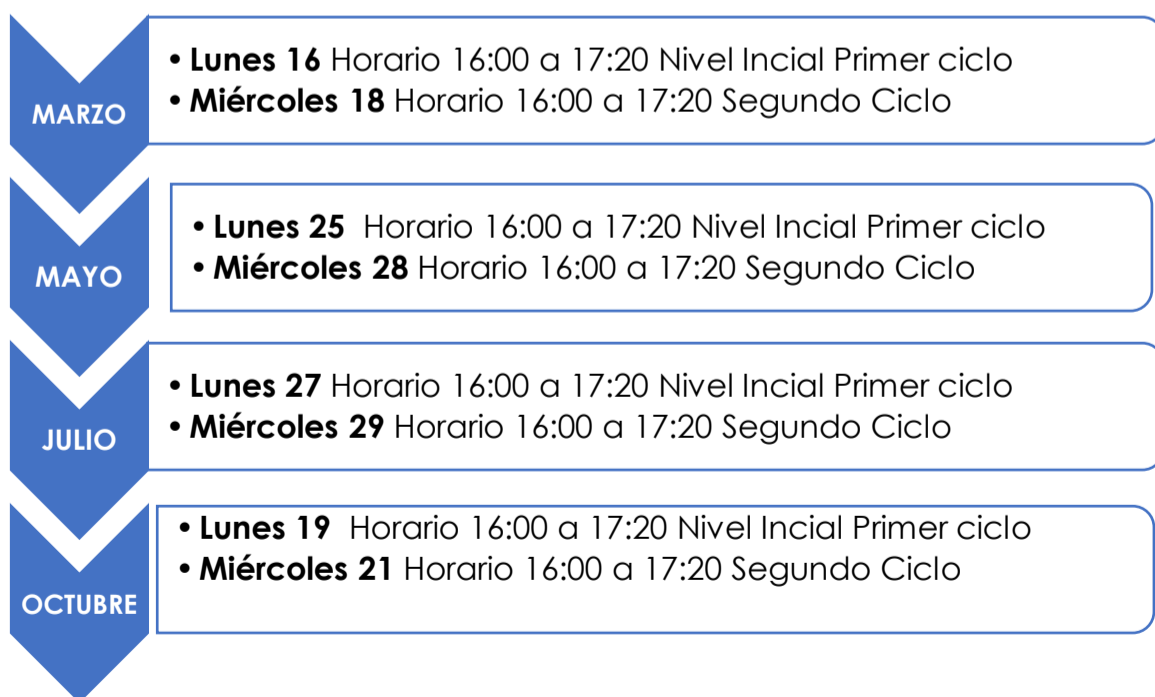 MARZO
• Lunes 16 Horario 16:00 a 17:20 Nivel Incial Primer ciclo
• Miércoles 18 Horario 16:00 a 17:20 Segundo Ciclo
MAYO
• Lunes 25 Horario 16:00 a 17:20 Nivel Incial Primer ciclo
• Miércoles 28 Horario 16:00 a 17:20 Segundo Ciclo
JULIO
• Lunes 27 Horario 16:00 a 17:20 Nivel Incial Primer ciclo
• Miércoles 29 Horario 16:00 a 17:20 Segundo Ciclo
OCTUBRE
• Lunes 19 Horario 16:00 a 17:20 Nivel Incial Primer ciclo
• Miércoles 21 Horario 16:00 a 17:20 Segundo Ciclo